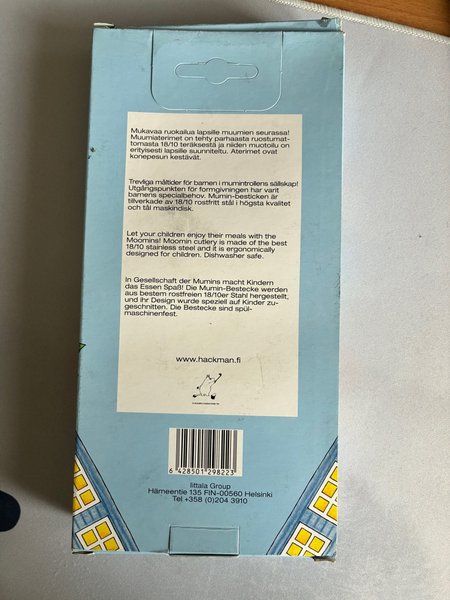 Mukavaa ruokailua lapsille muumien seurassa!
Muumiaterimet on tehty parhaasta ruostumat-
tomasta 18/10 teräksestä ja niiden muotoilu on
erityisesti lapsille suunniteltu. Aterimet ovat
konepesun kestävät.
Trevliga måltider för barnen i mumintrollens sällskap!
Utgångspunkten för formgivningen har varit
barnens specialbehov. Mumin-besticken är
tillverkade av 18/10 rostfritt stål i högsta kvalitet
och tål maskindisk.
Let your children enjoy their meals with the
Moomins! Moomin cutlery is made of the best
18/10 stainless steel and it is ergonomically
designed for children. Dishwasher safe.
In Gesellschaft der Mumins macht Kindern
das Essen Spaß! Die Mumin-Bestecke werden
aus bestem rostfreien 18/10er Stahl hergestellt,
und ihr Design wurde speziell auf Kinder zu-
geschnitten. Die Bestecke sind spül-
maschinenfest.
www.hackman.fi
6 428501 298223
Iittala Group
Hämeentie 135 FIN-00560 Helsinki
Tel +358 (0)204 3910